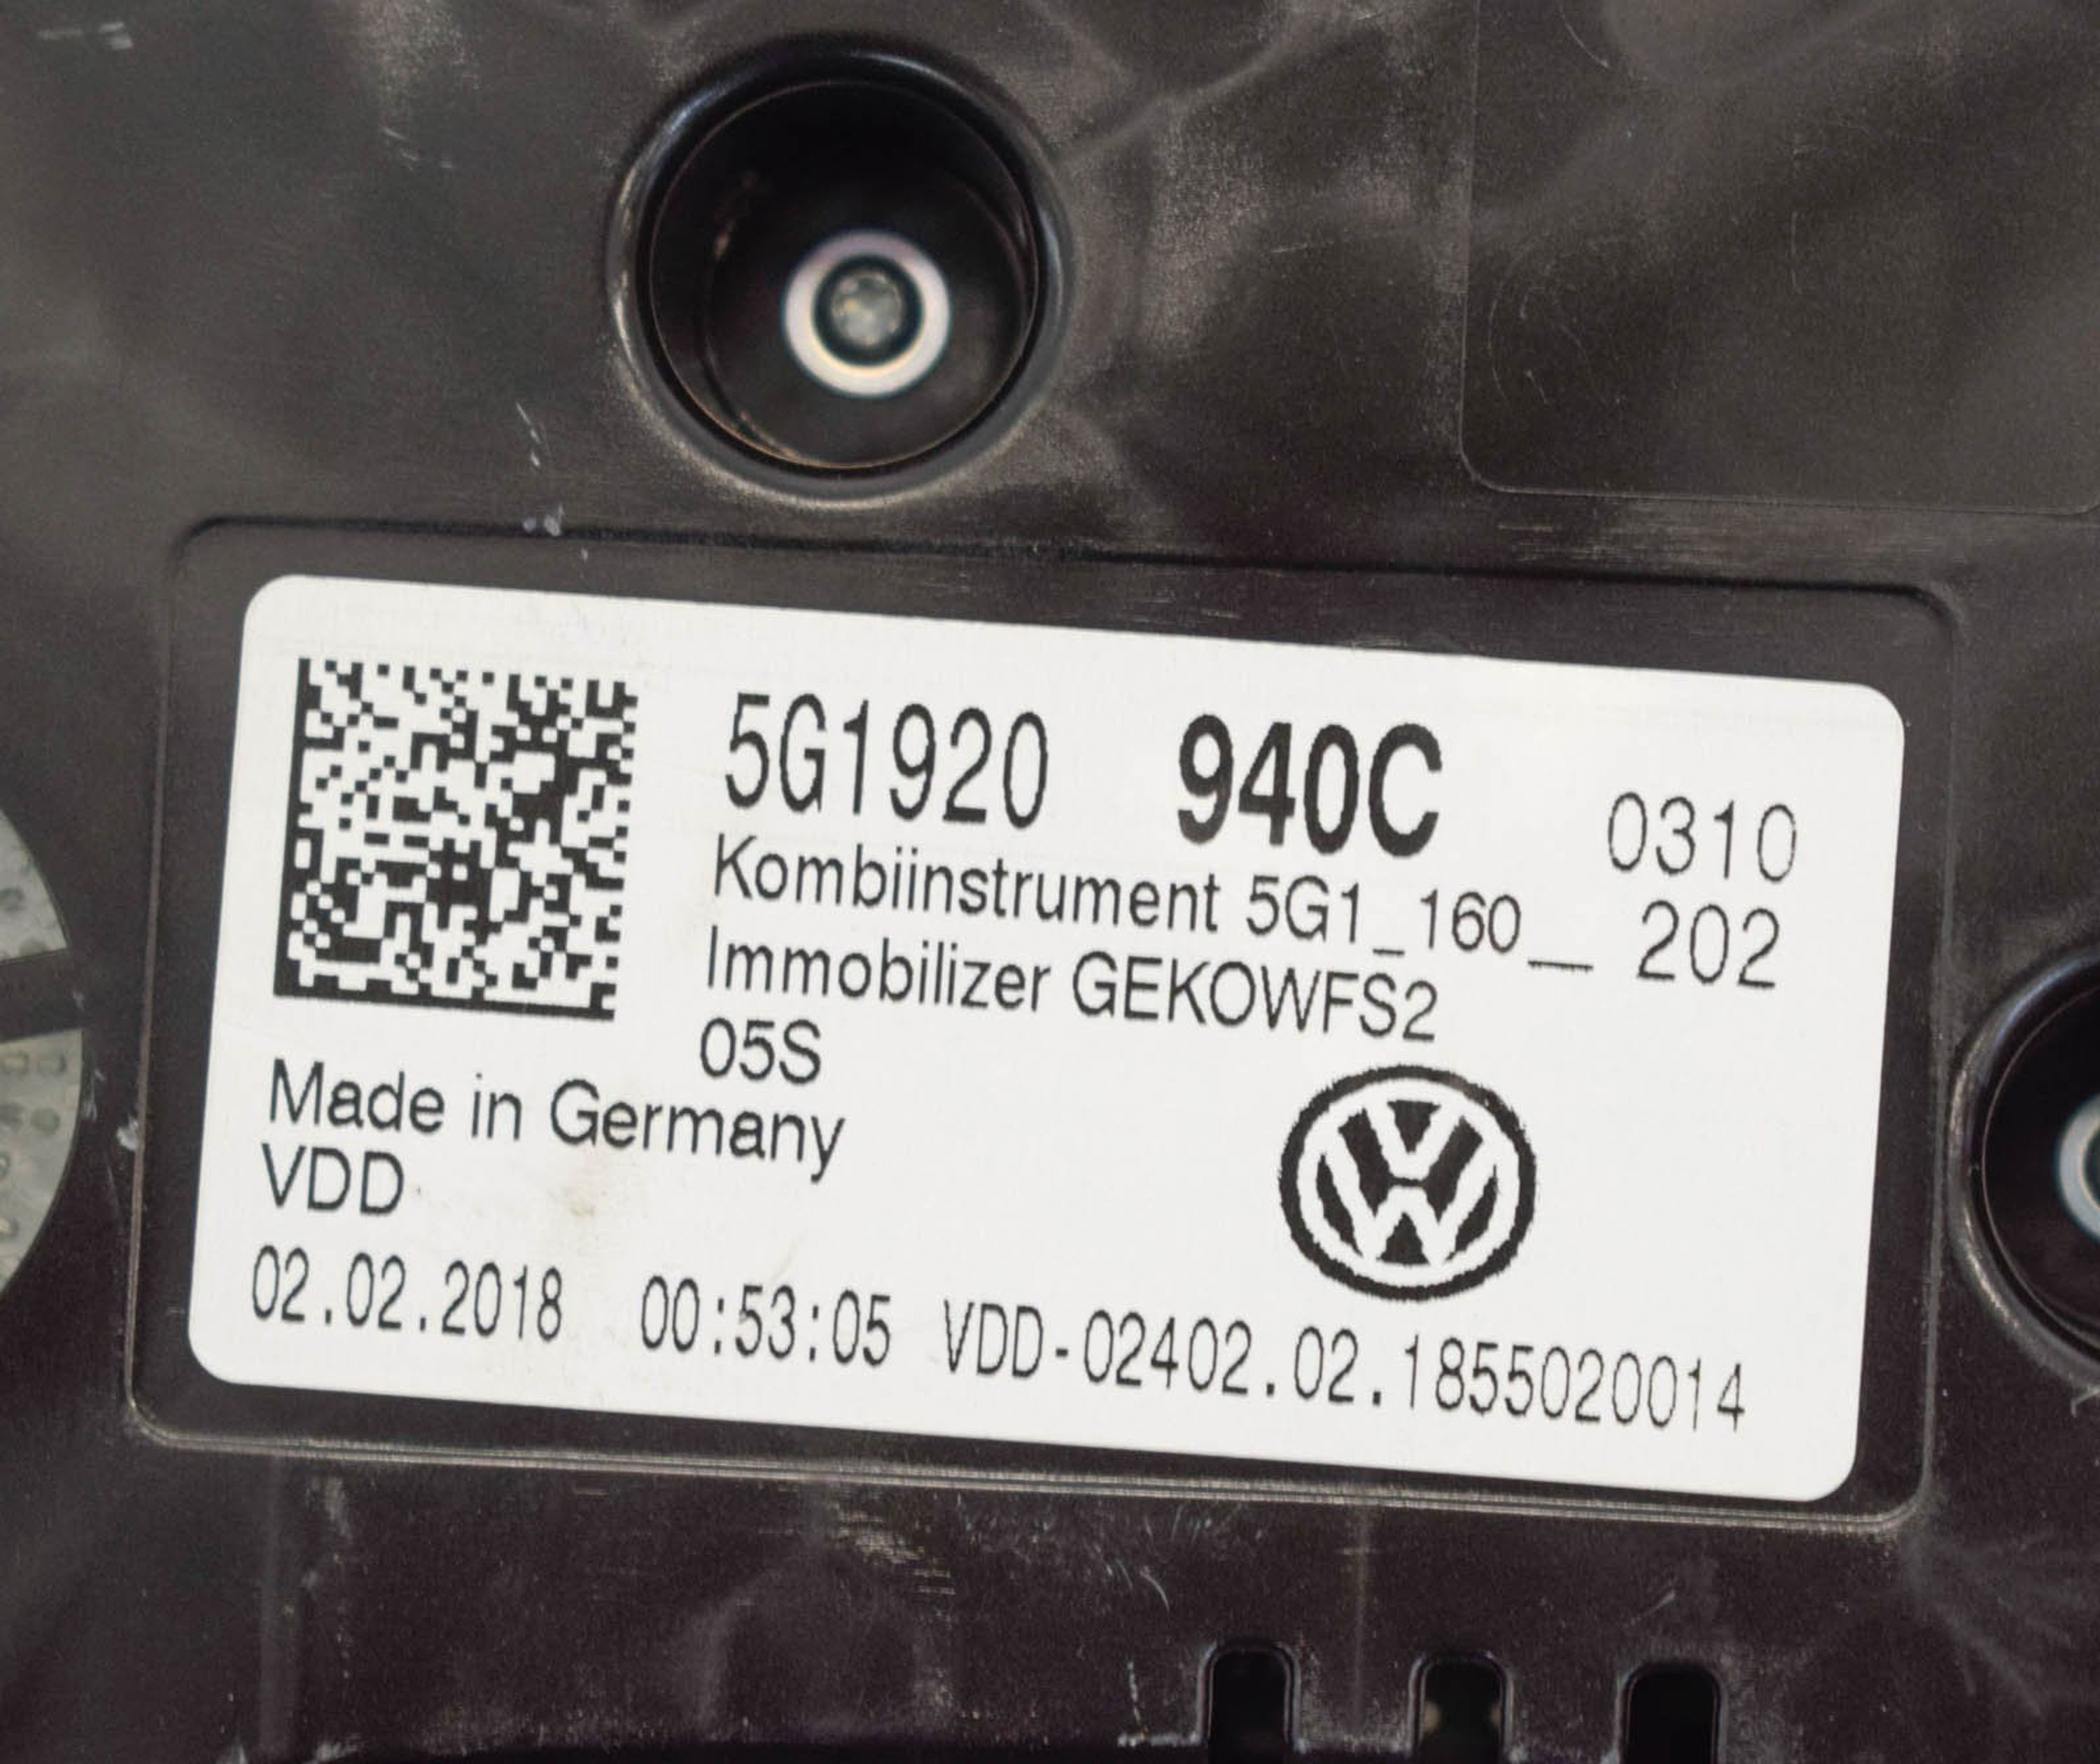 5G1920 940C 0310
Kombiinstrument 5G1_160__ 202
Immobilizer GEKOWFS2
05S
Made in Germany
VDD
02.02.2018 00:53:05 VDD-02402.02.1855020014